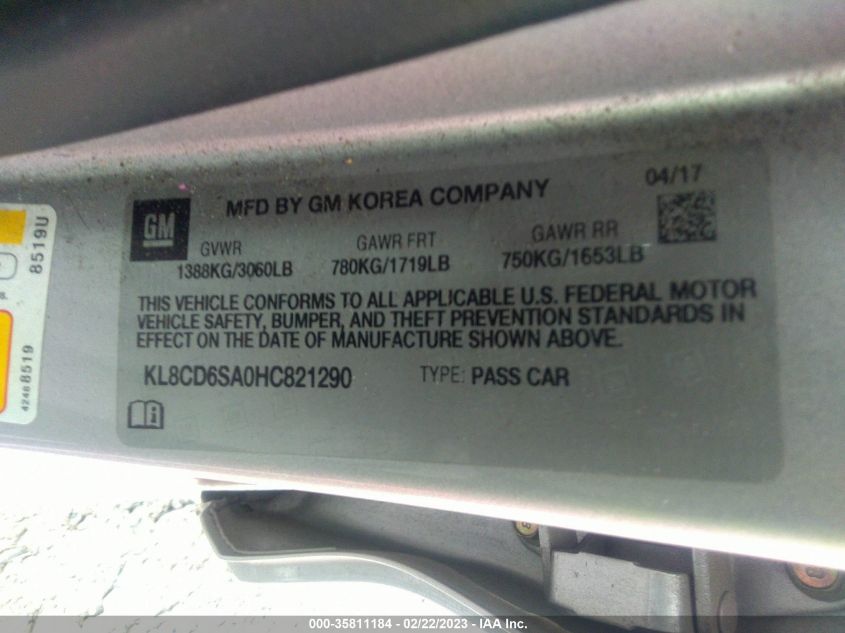 04/17
MFD BY GM KOREA COMPANY
GM
GVWR GAWR FRT GAWR RR
1388KG/3060LB 780KG/1719LB 750KG/1653LB
THIS VEHICLE CONFORMS TO ALL APPLICABLE U.S. FEDERAL MOTOR
VEHICLE SAFETY, BUMPER, AND THEFT PREVENTION STANDARDS IN
EFFECT ON THE DATE OF MANUFACTURE SHOWN ABOVE.
KL8CD6SA0HC821290 TYPE: PASS CAR
8519U
42488519
000-35811184 - 02/22/2023 - IAA Inc.